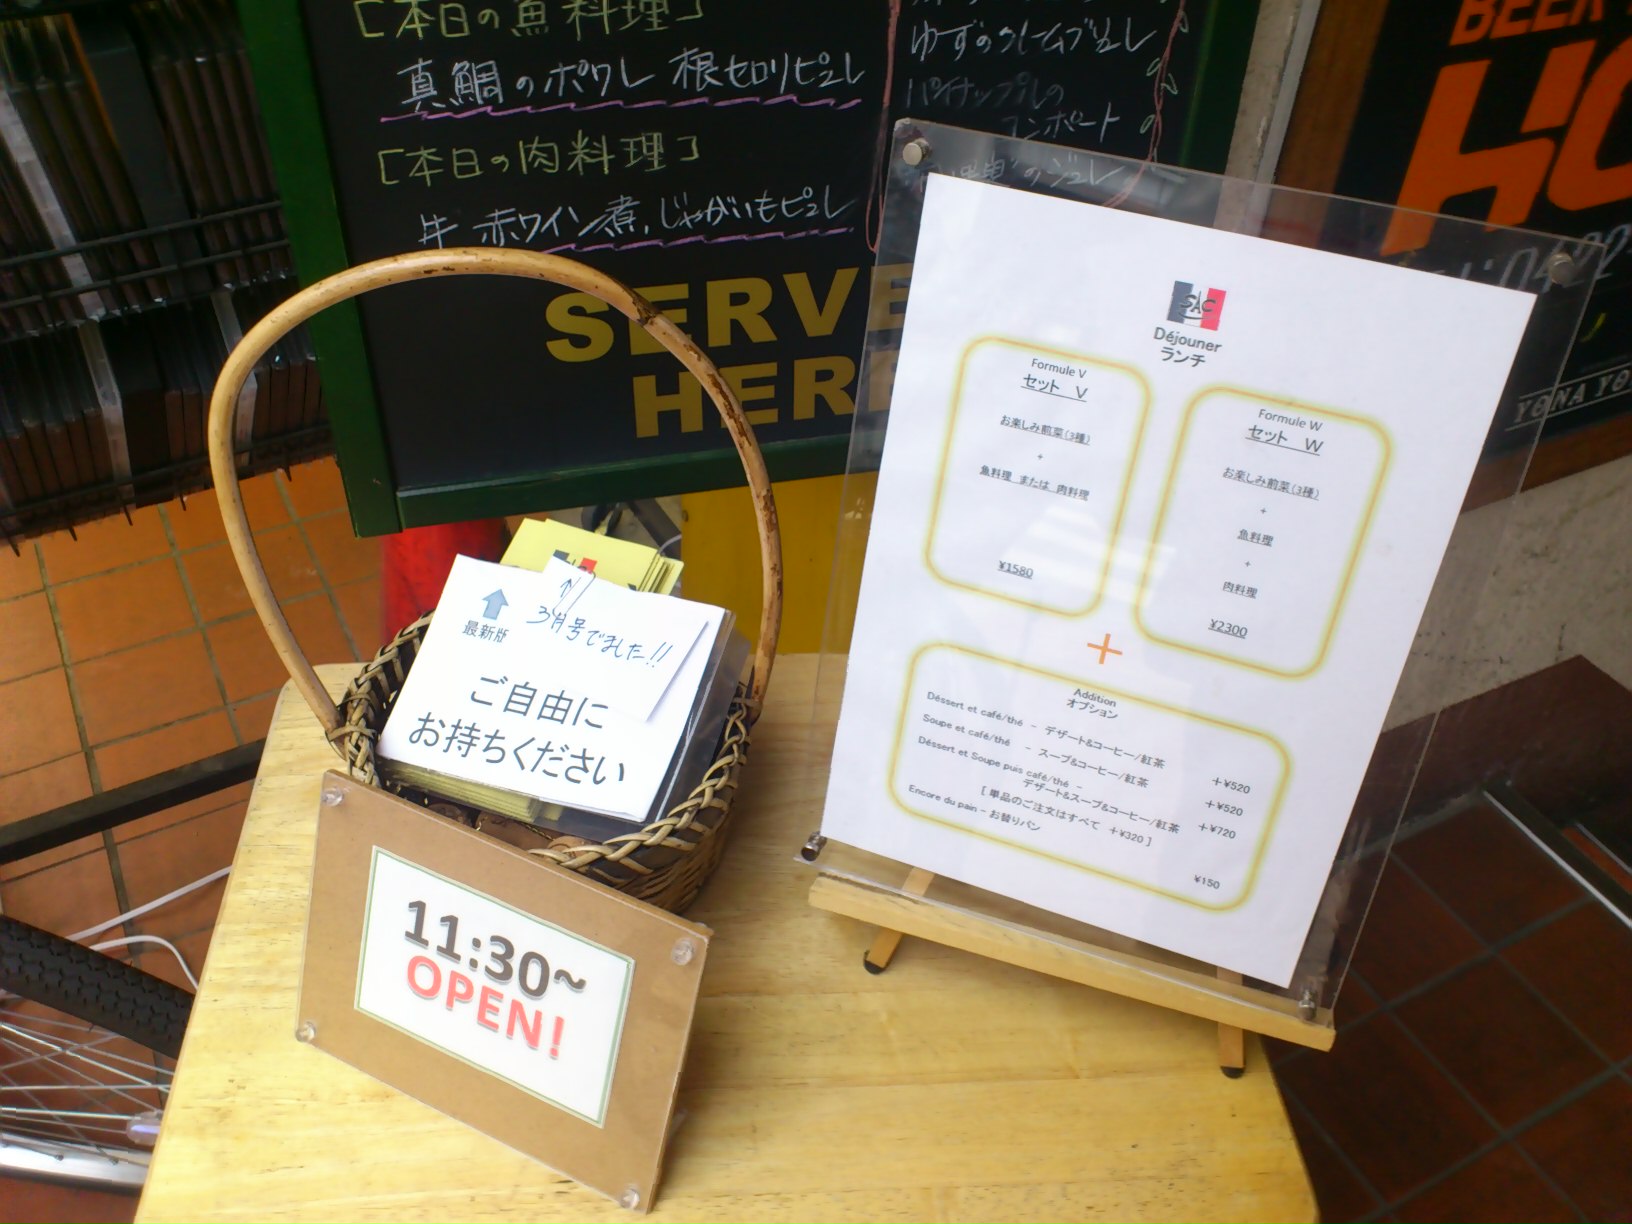 [本日の魚料理]
真鯛のポワレ 根セロリピュレ
[本日の肉料理]
牛 赤ワイン煮,じゃがいもピュレ
ゆずのクレームブリュレ
パイナップルの
コンポート
のジュレ
SERVE
HERE
BEER
HO
YONA YO
SAC
Déjouner
ランチ
Formule V
セット V
お楽しみ前菜(3種)
+
魚料理 または 肉料理
¥1580
Formule W
セット W
お楽しみ前菜(3種)
+
魚料理
+
肉料理
¥2300
+
Addition
オプション
Déssert et café/thé - デザート&コーヒー/紅茶 +¥520
Soupe et café/thé - スープ&コーヒー/紅茶 +¥520
Déssert et Soupe puis café/thé -
デザート&スープ&コーヒー/紅茶 +¥720
[ 単品のご注文はすべて +¥320 ]
Encore du pain - お替りパン ¥150
最新版
3月号でました!!
ご自由に
お持ちください
11:30~
OPEN!